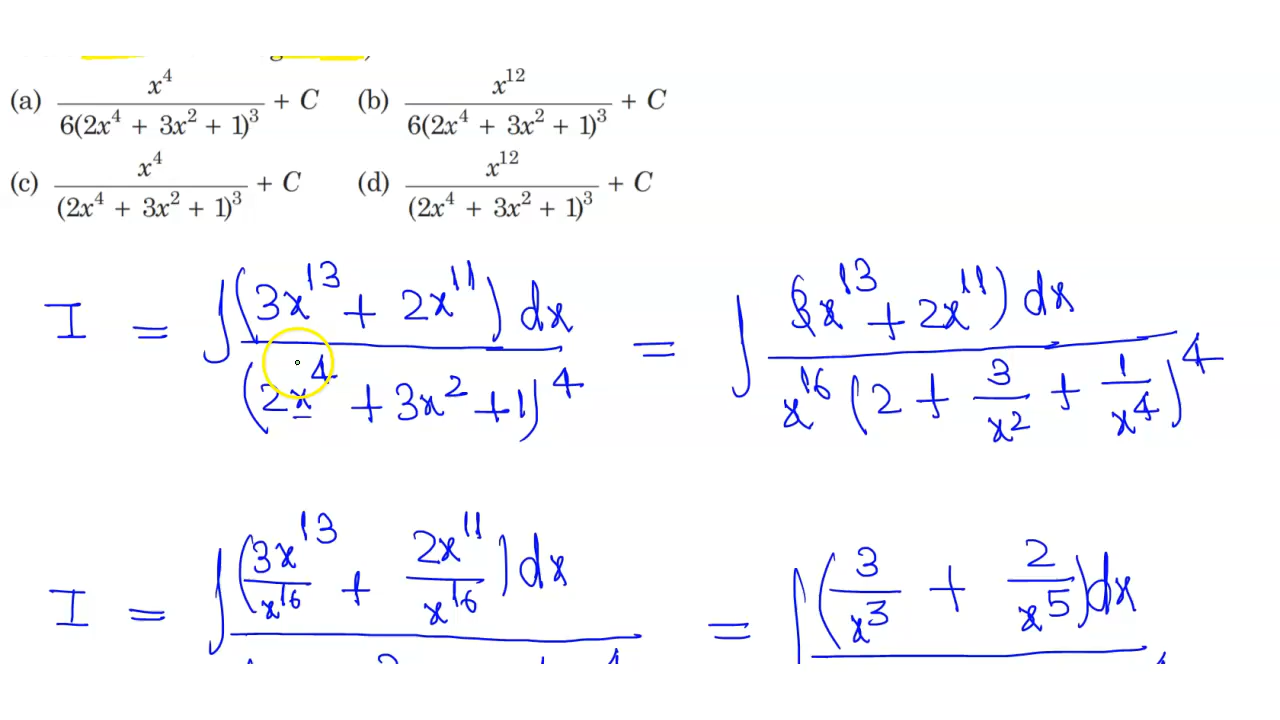 (a) x^4 / 6(2x^4 + 3x^2 + 1)^3 + C (b) x^12 / 6(2x^4 + 3x^2 + 1)^3 + C
(c) x^4 / (2x^4 + 3x^2 + 1)^3 + C (d) x^12 / (2x^4 + 3x^2 + 1)^3 + C
I = ∫ (3x^13 + 2x^11) dx / (2x^4 + 3x^2 + 1)^4 = ∫ (3x^13 + 2x^11) dx / x^16 (2 + 3/x^2 + 1/x^4)^4
I = ∫ (3x^13/x^16 + 2x^11/x^16) dx = ∫ (3/x^3 + 2/x^5) dx